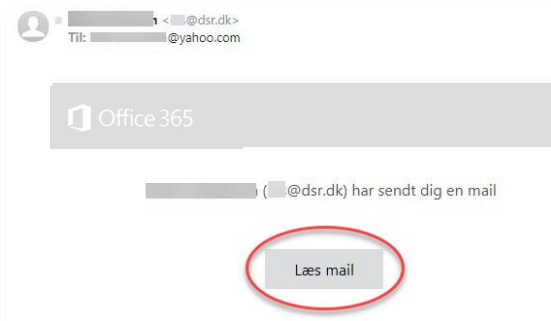 < @dsr.dk>
Til: @yahoo.com
Office 365
( @dsr.dk) har sendt dig en mail
Læs mail